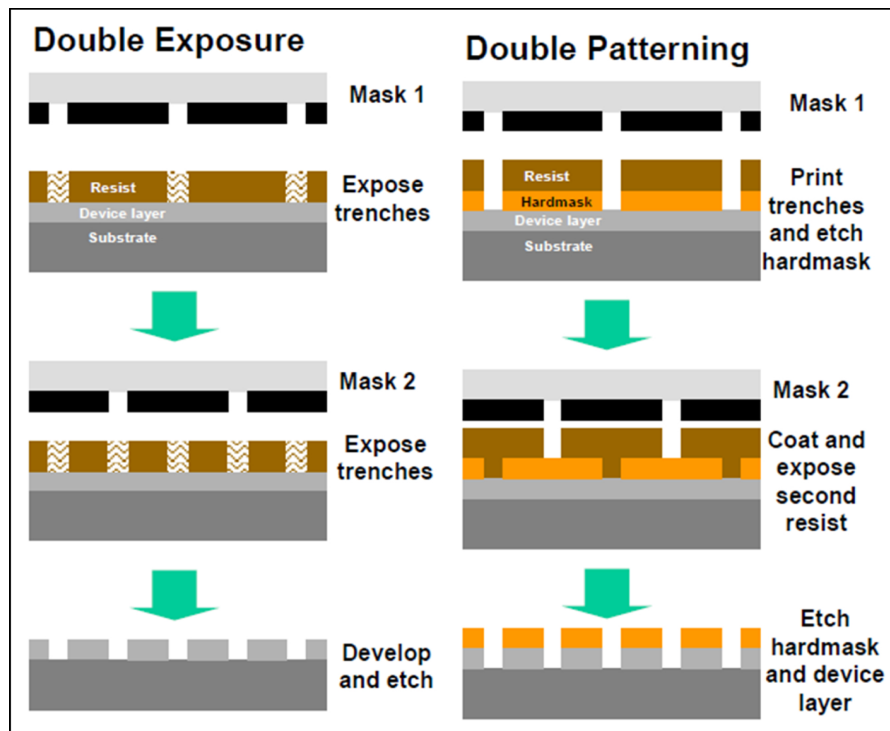 Double Exposure
Mask 1
Resist
Device layer
Substrate
Expose
trenches
Mask 2
Expose
trenches
Develop
and etch
Double Patterning
Mask 1
Resist
Hardmask
Device layer
Substrate
Print
trenches
and etch
hardmask
Mask 2
Coat and
expose
second
resist
Etch
hardmask
and device
layer